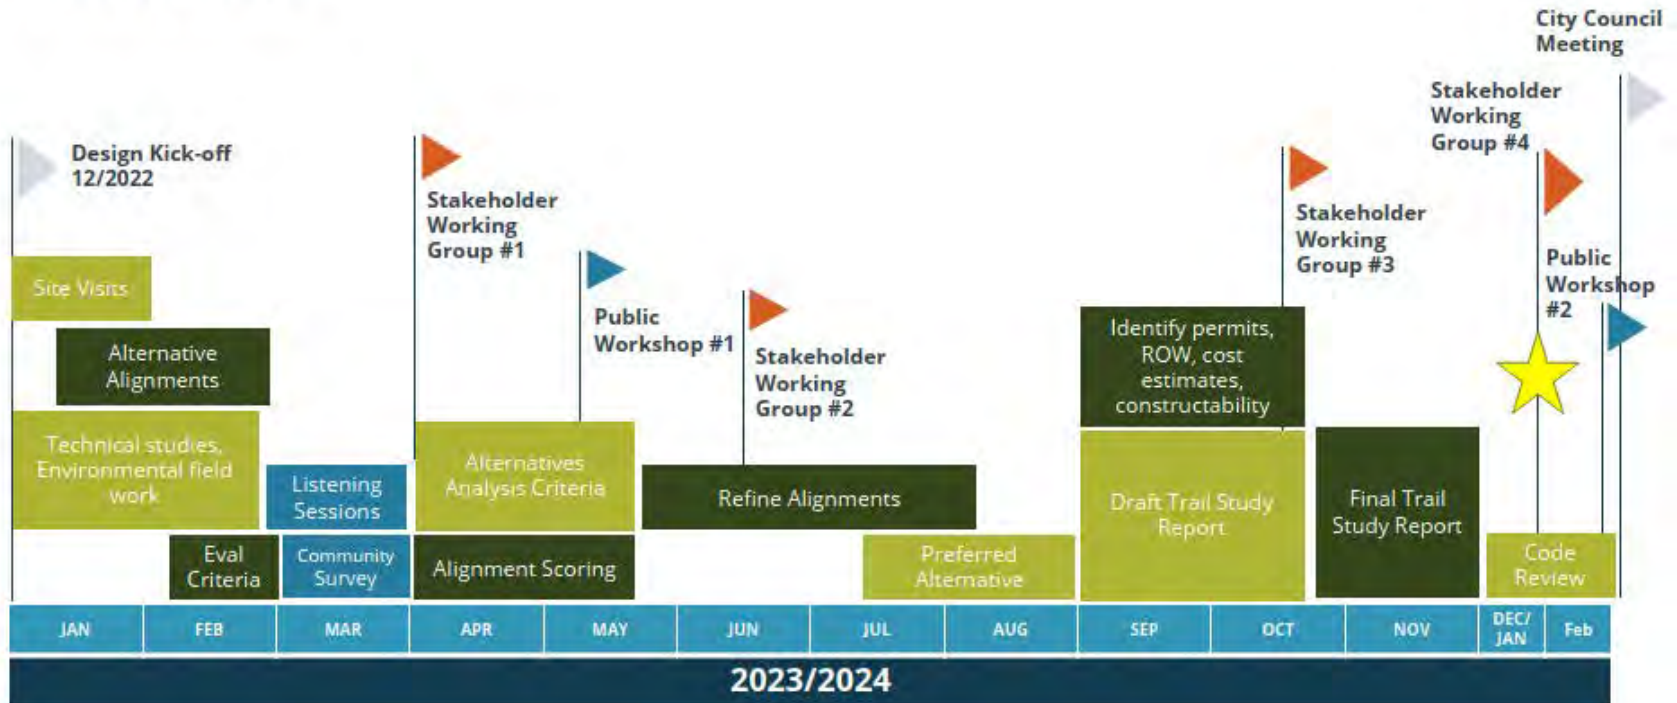 City Council
Meeting
Stakeholder
Working
Group #4
Design Kick-off
12/2022
Stakeholder
Working
Group #1
Stakeholder
Working
Group #3
Public
Workshop
#2
Site Visits
Public
Workshop #1
Alternative
Alignments
Stakeholder
Working
Group #2
Identify permits,
ROW, cost
estimates,
constructability
Technical studies,
Environmental field
work
Listening
Sessions
Alternatives
Analysis Criteria
Refine Alignments
Draft Trail Study
Report
Final Trail
Study Report
Eval
Criteria
Community
Survey
Alignment Scoring
Preferred
Alternative
Code
Review
JAN
FEB
MAR
APR
MAY
JUN
JUL
AUG
SEP
OCT
NOV
DEC/
JAN
Feb
2023/2024